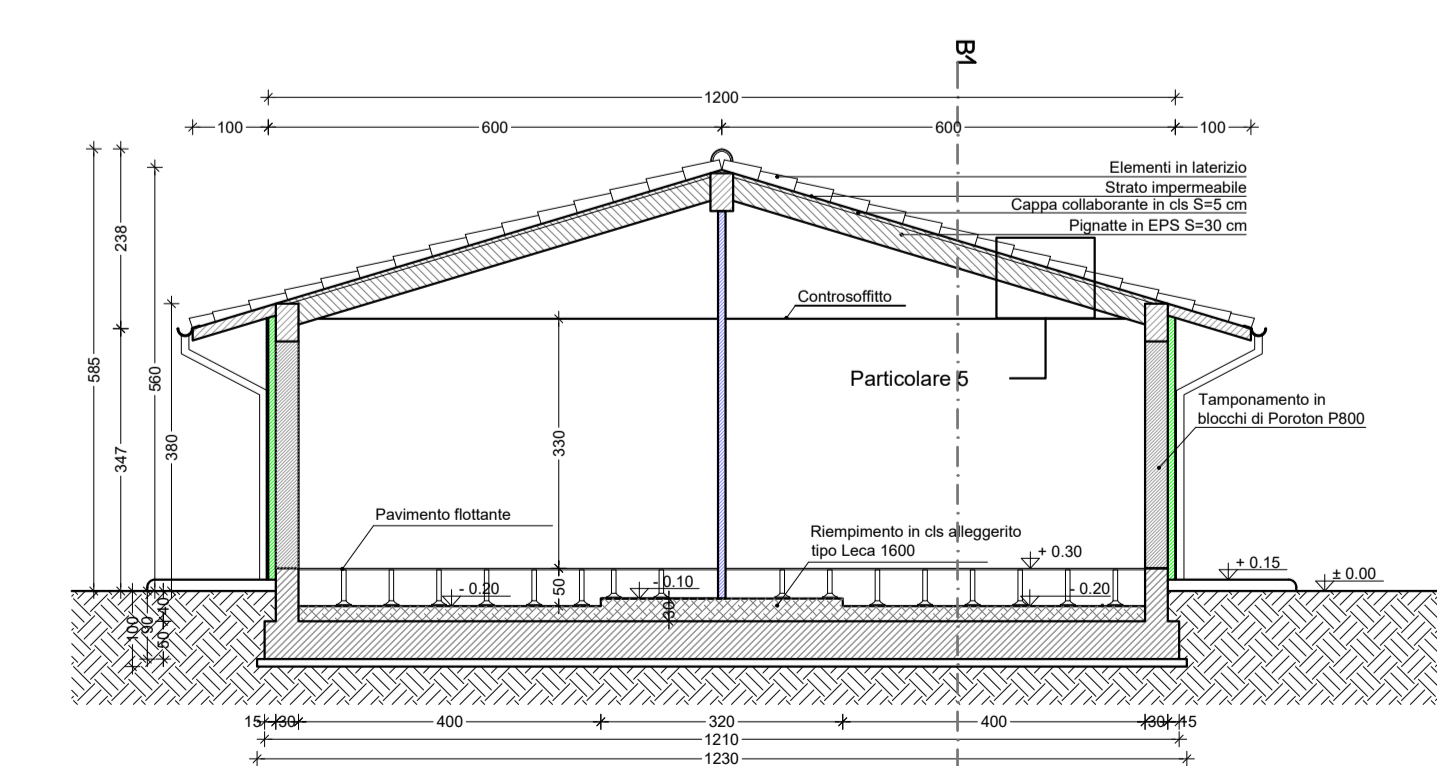 B1
1200
100
600
600
100
Elementi in laterizio
Strato impermeabile
Cappa collaborante in cls S=5 cm
Pignatte in EPS S=30 cm
238
585
560
347
380
Controsoffitto
330
Particolare 5
Tamponamento in
blocchi di Poroton P800
Pavimento flottante
Riempimento in cls alleggerito
tipo Leca 1600
+ 0.30
+ 0.15
± 0.00
- 0.20
50
- 0.10
30
- 0.20
100
90
40
50
15
30
400
320
400
30
15
1210
1230